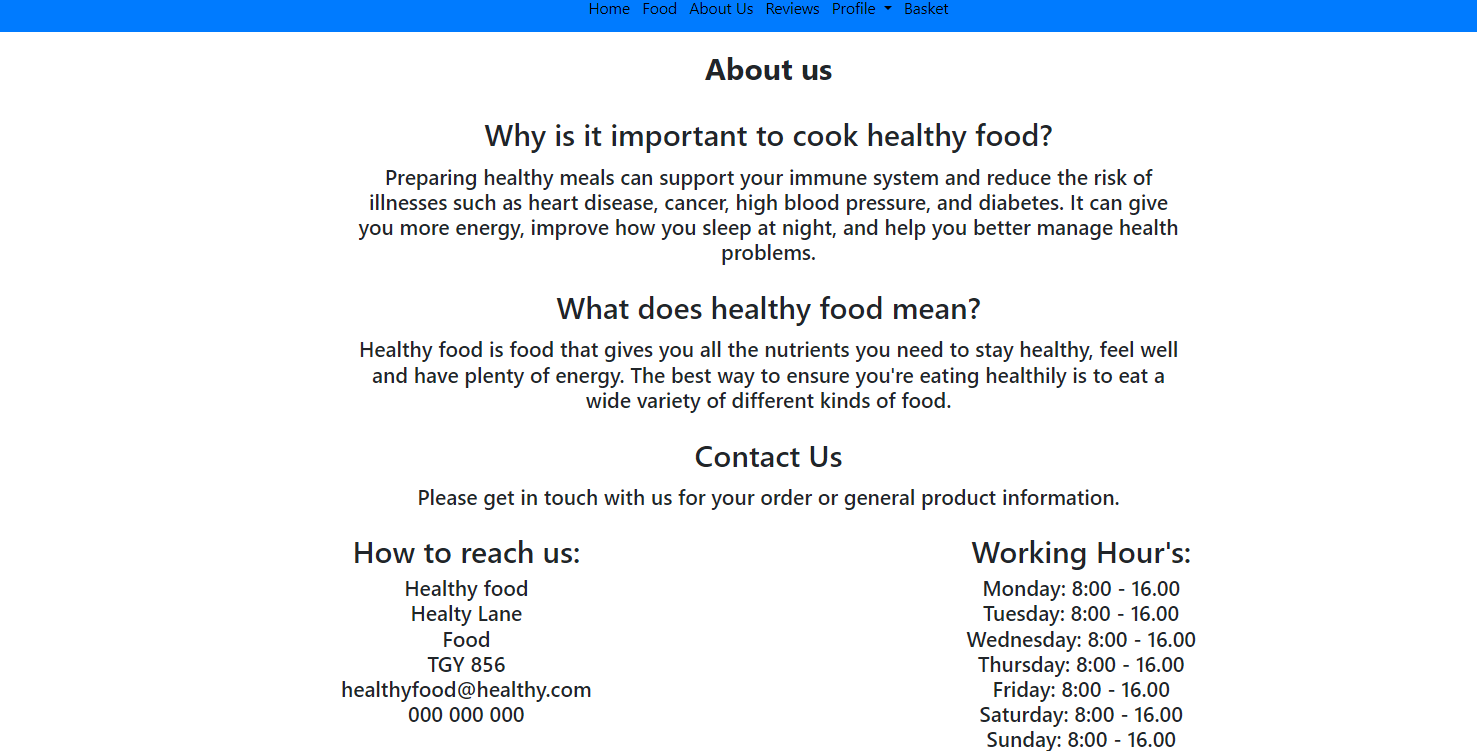 Home Food About Us Reviews Profile Basket
About us
Why is it important to cook healthy food?
Preparing healthy meals can support your immune system and reduce the risk of
illnesses such as heart disease, cancer, high blood pressure, and diabetes. It can give
you more energy, improve how you sleep at night, and help you better manage health
problems.
What does healthy food mean?
Healthy food is food that gives you all the nutrients you need to stay healthy, feel well
and have plenty of energy. The best way to ensure you're eating healthily is to eat a
wide variety of different kinds of food.
Contact Us
Please get in touch with us for your order or general product information.
How to reach us:
Healthy food
Healty Lane
Food
TGY 856
healthyfood@healthy.com
000 000 000
Working Hour's:
Monday: 8:00 - 16.00
Tuesday: 8:00 - 16.00
Wednesday: 8:00 - 16.00
Thursday: 8:00 - 16.00
Friday: 8:00 - 16.00
Saturday: 8:00 - 16.00
Sunday: 8:00 - 16.00